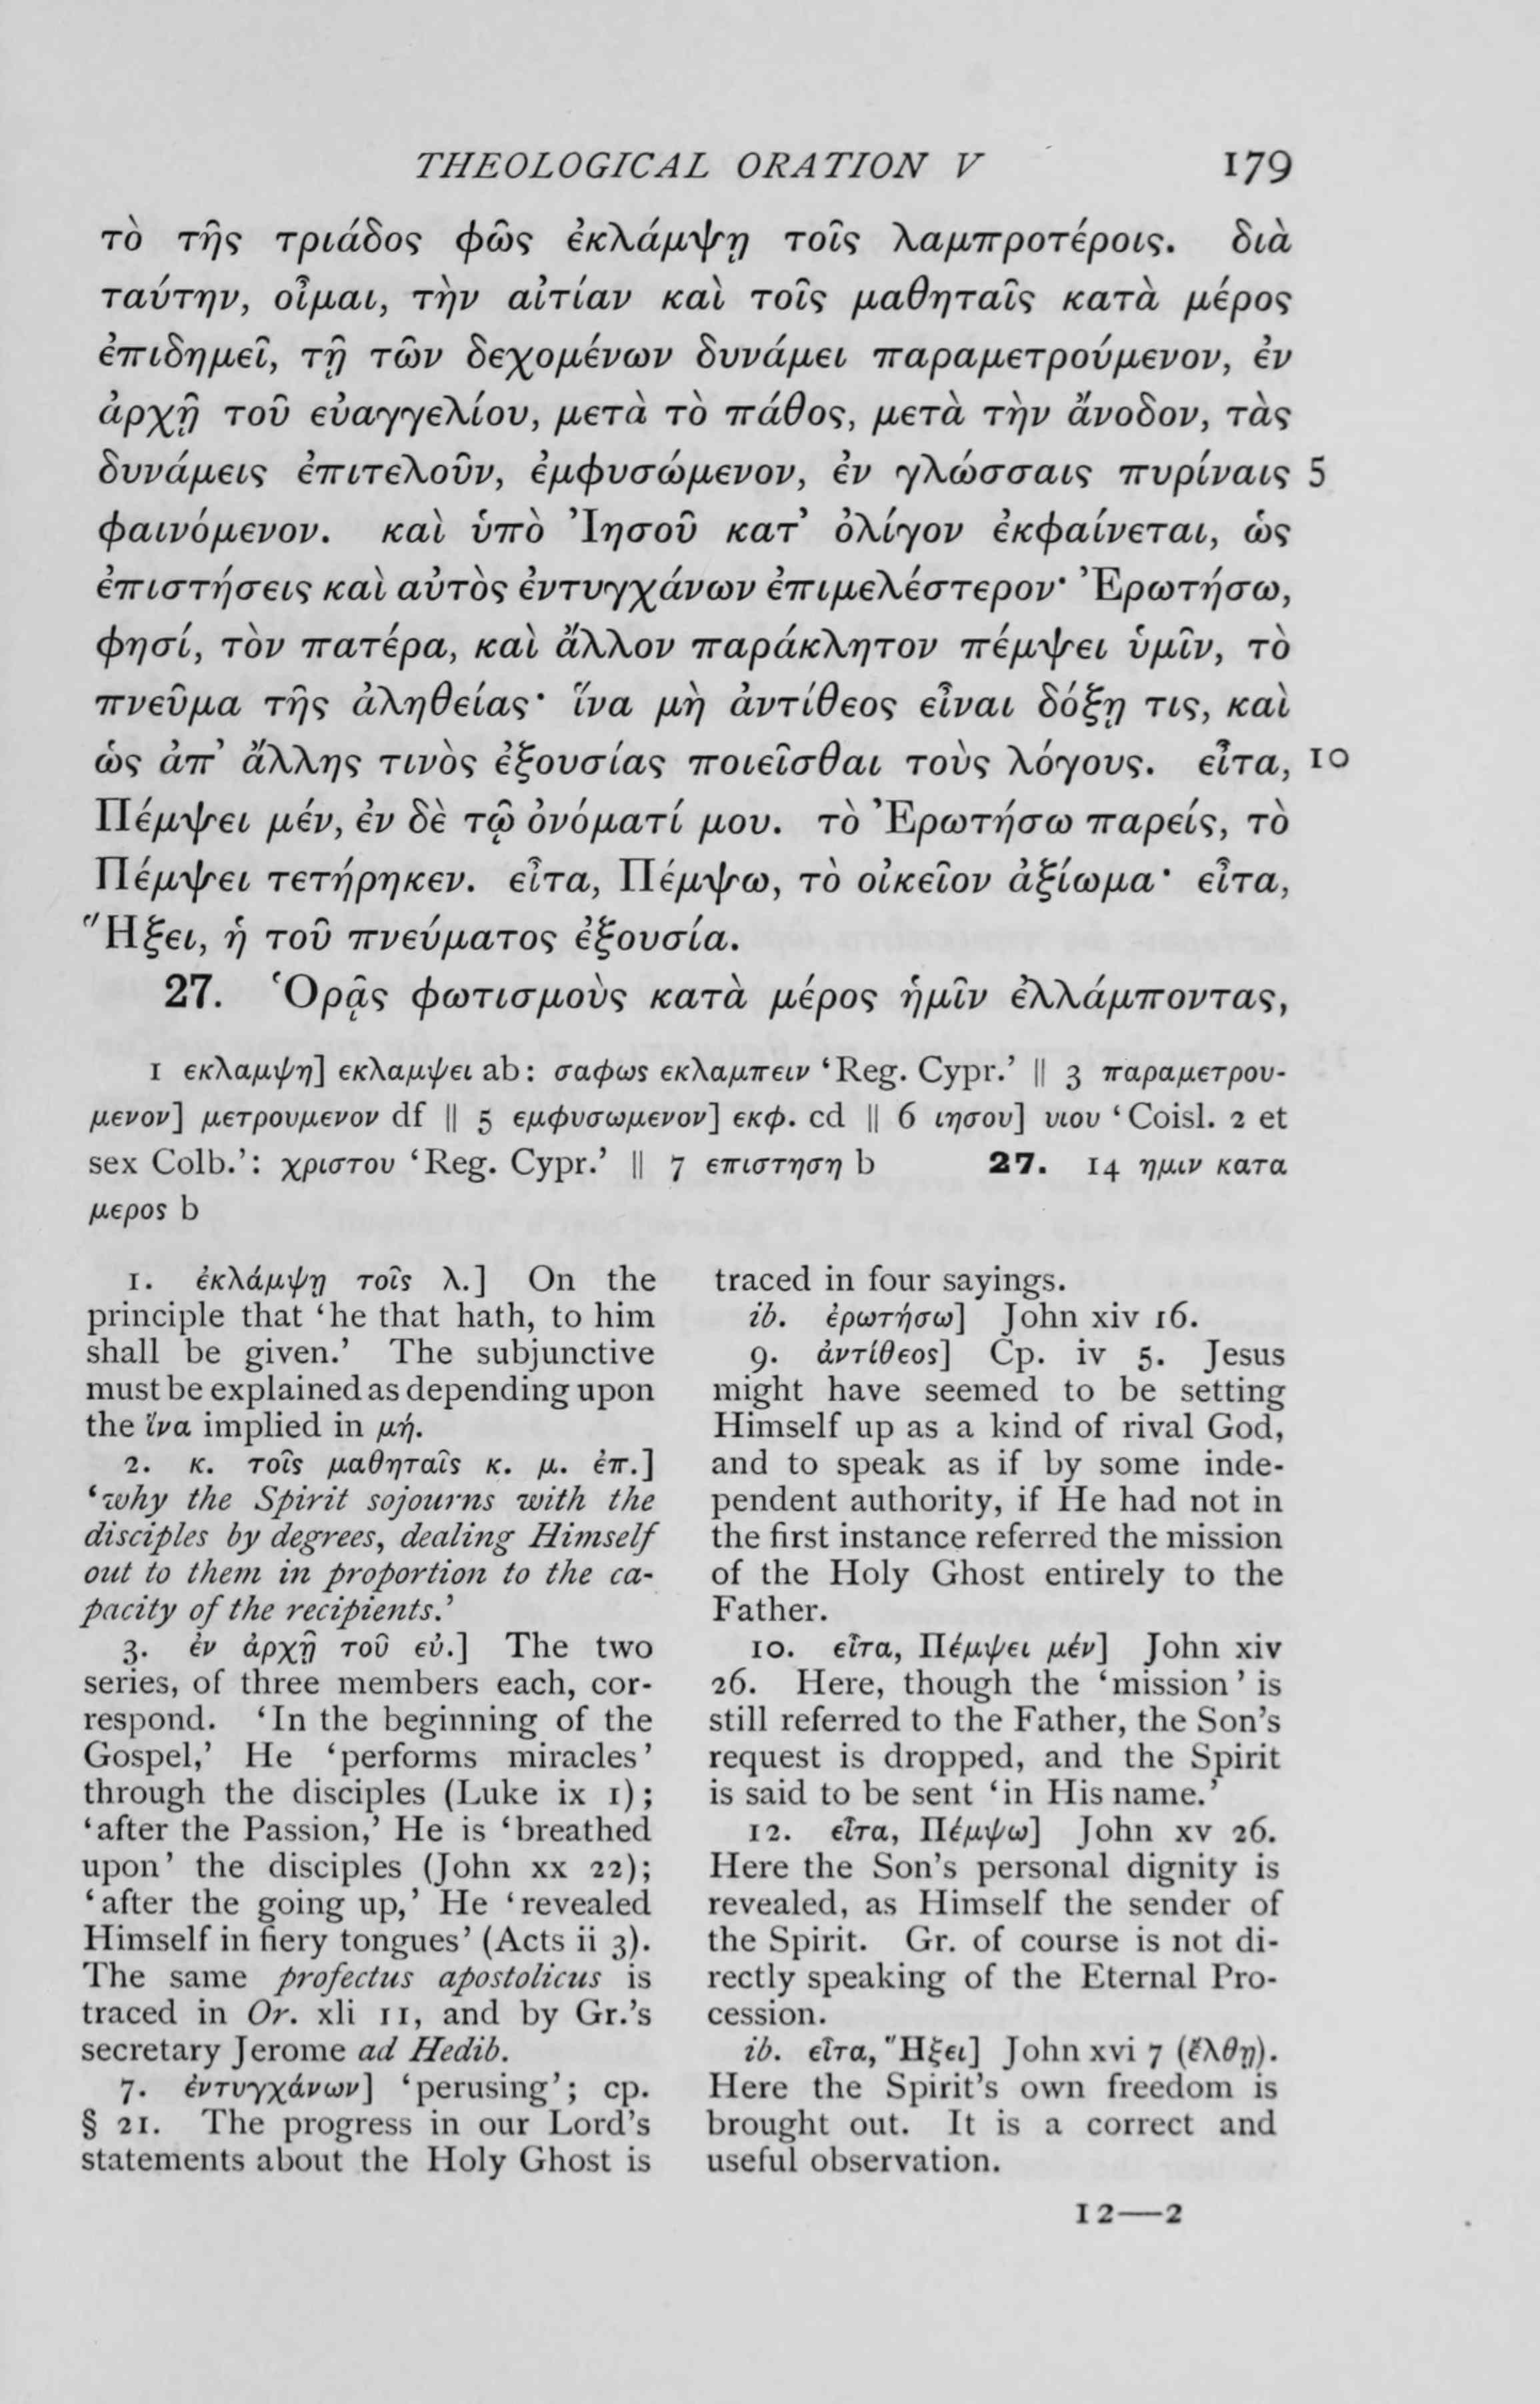 THEOLOGICAL ORATION V 179
τὸ τῆς τριάδος φῶς ἐκλάμψῃ τοῖς λαμπροτέροις. διὰ
ταύτην, οἶμαι, τὴν αἰτίαν καὶ τοῖς μαθηταῖς κατὰ μέρος
ἐπιδημεῖ, τῇ τῶν δεχομένων δυνάμει παραμετρούμενον, ἐν
ἀρχῇ τοῦ εὐαγγελίου, μετὰ τὸ πάθος, μετὰ τὴν ἄνοδον, τὰς
δυνάμεις ἐπιτελοῦν, ἐμφυσώμενον, ἐν γλώσσαις πυρίναις 5
φαινόμενον. καὶ ὑπὸ Ἰησοῦ κατ’ ὀλίγον ἐκφαίνεται, ὡς
ἐπιστήσεις καὶ αὐτὸς ἐντυγχάνων ἐπιμελέστερον· Ἐρωτήσω,
φησί, τὸν πατέρα, καὶ ἄλλον παράκλητον πέμψει ὑμῖν, τὸ
πνεῦμα τῆς ἀληθείας· ἵνα μὴ ἀντίθεος εἶναι δόξῃ τις, καὶ
ὡς ἀπ’ ἄλλης τινὸς ἐξουσίας ποιεῖσθαι τοὺς λόγους. εἶτα, 10
Πέμψει μέν, ἐν δὲ τῷ ὀνόματί μου. τὸ Ἐρωτήσω παρείς, τὸ
Πέμψει τετήρηκεν. εἶτα, Πέμψω, τὸ οἰκεῖον ἀξίωμα· εἶτα,
Ἥξει, ἡ τοῦ πνεύματος ἐξουσία.
27. Ὁρᾷς φωτισμοὺς κατὰ μέρος ἡμῖν ἐλλάμποντας,
1 εκλαμψη] εκλαμψει ab: σαφως εκλαμπειν ‘Reg. Cypr.’ || 3 παραμετρου-
μενον] μετρουμενον df || 5 εμφυσωμενον] εκφ. cd || 6 ιησου] υιου ‘Coisl. 2 et
sex Colb.’: χριστου ‘Reg. Cypr.’ || 7 επιστηση b 27. 14 ημιν κατα
μερος b
1. ἐκλάμψῃ τοῖς λ.] On the
principle that ‘he that hath, to him
shall be given.’ The subjunctive
must be explained as depending upon
the ἵνα implied in μή.
2. κ. τοῖς μαθηταῖς κ. μ. ἐπ.]
‘why the Spirit sojourns with the
disciples by degrees, dealing Himself
out to them in proportion to the ca-
pacity of the recipients.’
3. ἐν ἀρχῇ τοῦ εὐ.] The two
series, of three members each, cor-
respond. ‘In the beginning of the
Gospel,’ He ‘performs miracles’
through the disciples (Luke ix 1);
‘after the Passion,’ He is ‘breathed
upon’ the disciples (John xx 22);
‘after the going up,’ He ‘revealed
Himself in fiery tongues’ (Acts ii 3).
The same profectus apostolicus is
traced in Or. xli 11, and by Gr.’s
secretary Jerome ad Hedib.
7. ἐντυγχάνων] ‘perusing’; cp.
§ 21. The progress in our Lord’s
statements about the Holy Ghost is
traced in four sayings.
ib. ἐρωτήσω] John xiv 16.
9. ἀντίθεος] Cp. iv 5. Jesus
might have seemed to be setting
Himself up as a kind of rival God,
and to speak as if by some inde-
pendent authority, if He had not in
the first instance referred the mission
of the Holy Ghost entirely to the
Father.
10. εἶτα, Πέμψει μέν] John xiv
26. Here, though the ‘mission’ is
still referred to the Father, the Son’s
request is dropped, and the Spirit
is said to be sent ‘in His name.’
12. εἶτα, Πέμψω] John xv 26.
Here the Son’s personal dignity is
revealed, as Himself the sender of
the Spirit. Gr. of course is not di-
rectly speaking of the Eternal Pro-
cession.
ib. εἶτα, Ἥξει] John xvi 7 (ἔλθῃ).
Here the Spirit’s own freedom is
brought out. It is a correct and
useful observation.
12—2